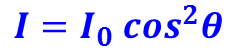 I = I₀ cos²θ